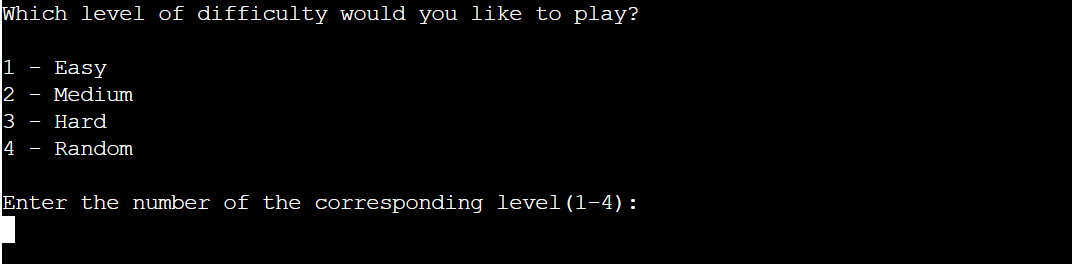 Which level of difficulty would you like to play?
1 - Easy
2 - Medium
3 - Hard
4 - Random
Enter the number of the corresponding level(1-4):